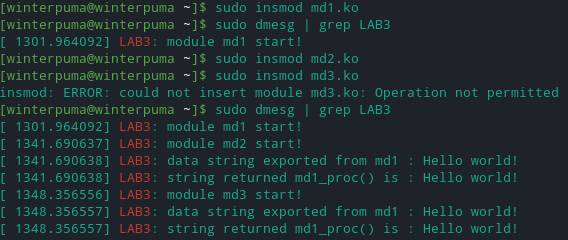 [winterpuma@winterpuma ~]$ sudo insmod md1.ko
[winterpuma@winterpuma ~]$ sudo dmesg | grep LAB3
[ 1301.964092] LAB3: module md1 start!
[winterpuma@winterpuma ~]$ sudo insmod md2.ko
[winterpuma@winterpuma ~]$ sudo insmod md3.ko
insmod: ERROR: could not insert module md3.ko: Operation not permitted
[winterpuma@winterpuma ~]$ sudo dmesg | grep LAB3
[ 1301.964092] LAB3: module md1 start!
[ 1341.690637] LAB3: module md2 start!
[ 1341.690638] LAB3: data string exported from md1 : Hello world!
[ 1341.690638] LAB3: string returned md1_proc() is : Hello world!
[ 1348.356556] LAB3: module md3 start!
[ 1348.356557] LAB3: data string exported from md1 : Hello world!
[ 1348.356557] LAB3: string returned md1_proc() is : Hello world!